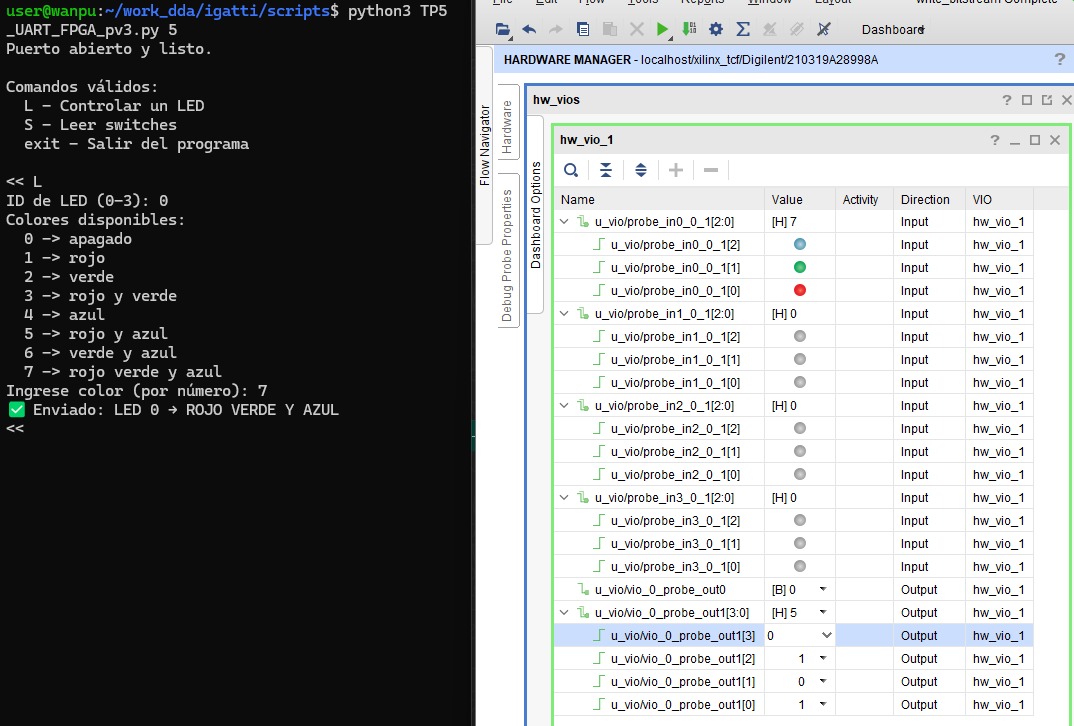 user@wanpu:~/work_dda/igatti/scripts$ python3 TP5
_UART_FPGA_pv3.py 5
Puerto abierto y listo.
Comandos válidos:
L – Controlar un LED
S – Leer switches
exit – Salir del programa
<< L
ID de LED (0-3): 0
Colores disponibles:
0 -> apagado
1 -> rojo
2 -> verde
3 -> rojo y verde
4 -> azul
5 -> rojo y azul
6 -> verde y azul
7 -> rojo verde y azul
Ingrese color (por número): 7
✅ Enviado: LED 0 → ROJO VERDE Y AZUL
<<
File Edit Flow Tools Reports Window Layout write_bitstream Complete
Dashboard
HARDWARE MANAGER - localhost/xilinx_tcf/Digilent/210319A28998A ?
Flow Navigator
Hardware
Debug Probe Properties
hw_vios ?
Dashboard Options
hw_vio_1 ?
Name Value Activity Direction VIO
u_vio/probe_in0_0_1[2:0] [H] 7 Input hw_vio_1
u_vio/probe_in0_0_1[2] Input hw_vio_1
u_vio/probe_in0_0_1[1] Input hw_vio_1
u_vio/probe_in0_0_1[0] Input hw_vio_1
u_vio/probe_in1_0_1[2:0] [H] 0 Input hw_vio_1
u_vio/probe_in1_0_1[2] Input hw_vio_1
u_vio/probe_in1_0_1[1] Input hw_vio_1
u_vio/probe_in1_0_1[0] Input hw_vio_1
u_vio/probe_in2_0_1[2:0] [H] 0 Input hw_vio_1
u_vio/probe_in2_0_1[2] Input hw_vio_1
u_vio/probe_in2_0_1[1] Input hw_vio_1
u_vio/probe_in2_0_1[0] Input hw_vio_1
u_vio/probe_in3_0_1[2:0] [H] 0 Input hw_vio_1
u_vio/probe_in3_0_1[2] Input hw_vio_1
u_vio/probe_in3_0_1[1] Input hw_vio_1
u_vio/probe_in3_0_1[0] Input hw_vio_1
u_vio/vio_0_probe_out0 [B] 0 Output hw_vio_1
u_vio/vio_0_probe_out1[3:0] [H] 5 Output hw_vio_1
u_vio/vio_0_probe_out1[3] 0 Output hw_vio_1
u_vio/vio_0_probe_out1[2] 1 Output hw_vio_1
u_vio/vio_0_probe_out1[1] 0 Output hw_vio_1
u_vio/vio_0_probe_out1[0] 1 Output hw_vio_1